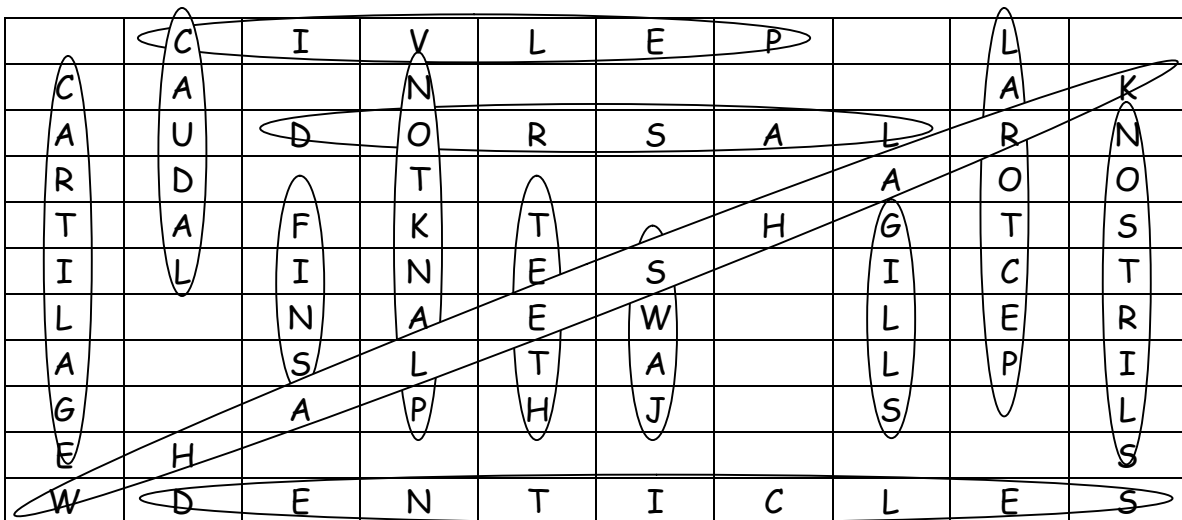 C I V L E P L
C A N A K
A U D O R S A L R N
R D T A O O
T A F K T H G T S
I L I N E S I C T
L N A E W L E R
A S L T A L P I
G A P H J S L
E H S
W D E N T I C L E S